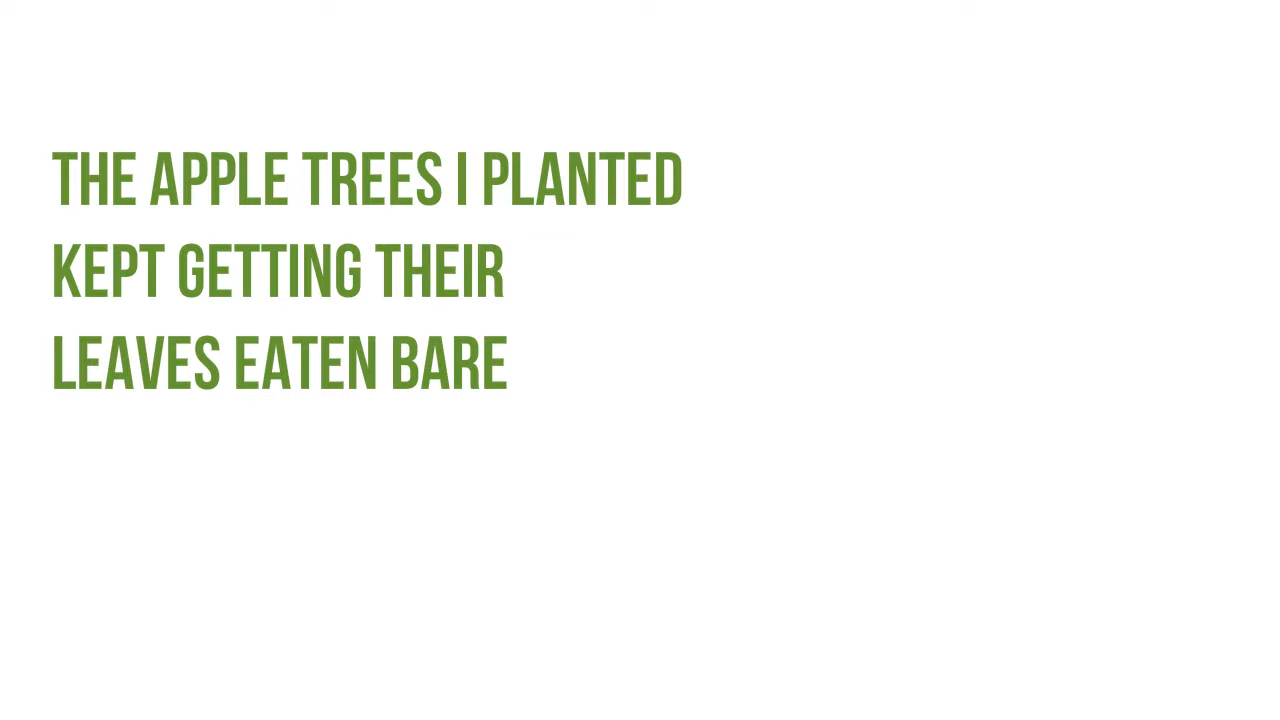 THE APPLE TREES I PLANTED
KEPT GETTING THEIR
LEAVES EATEN BARE